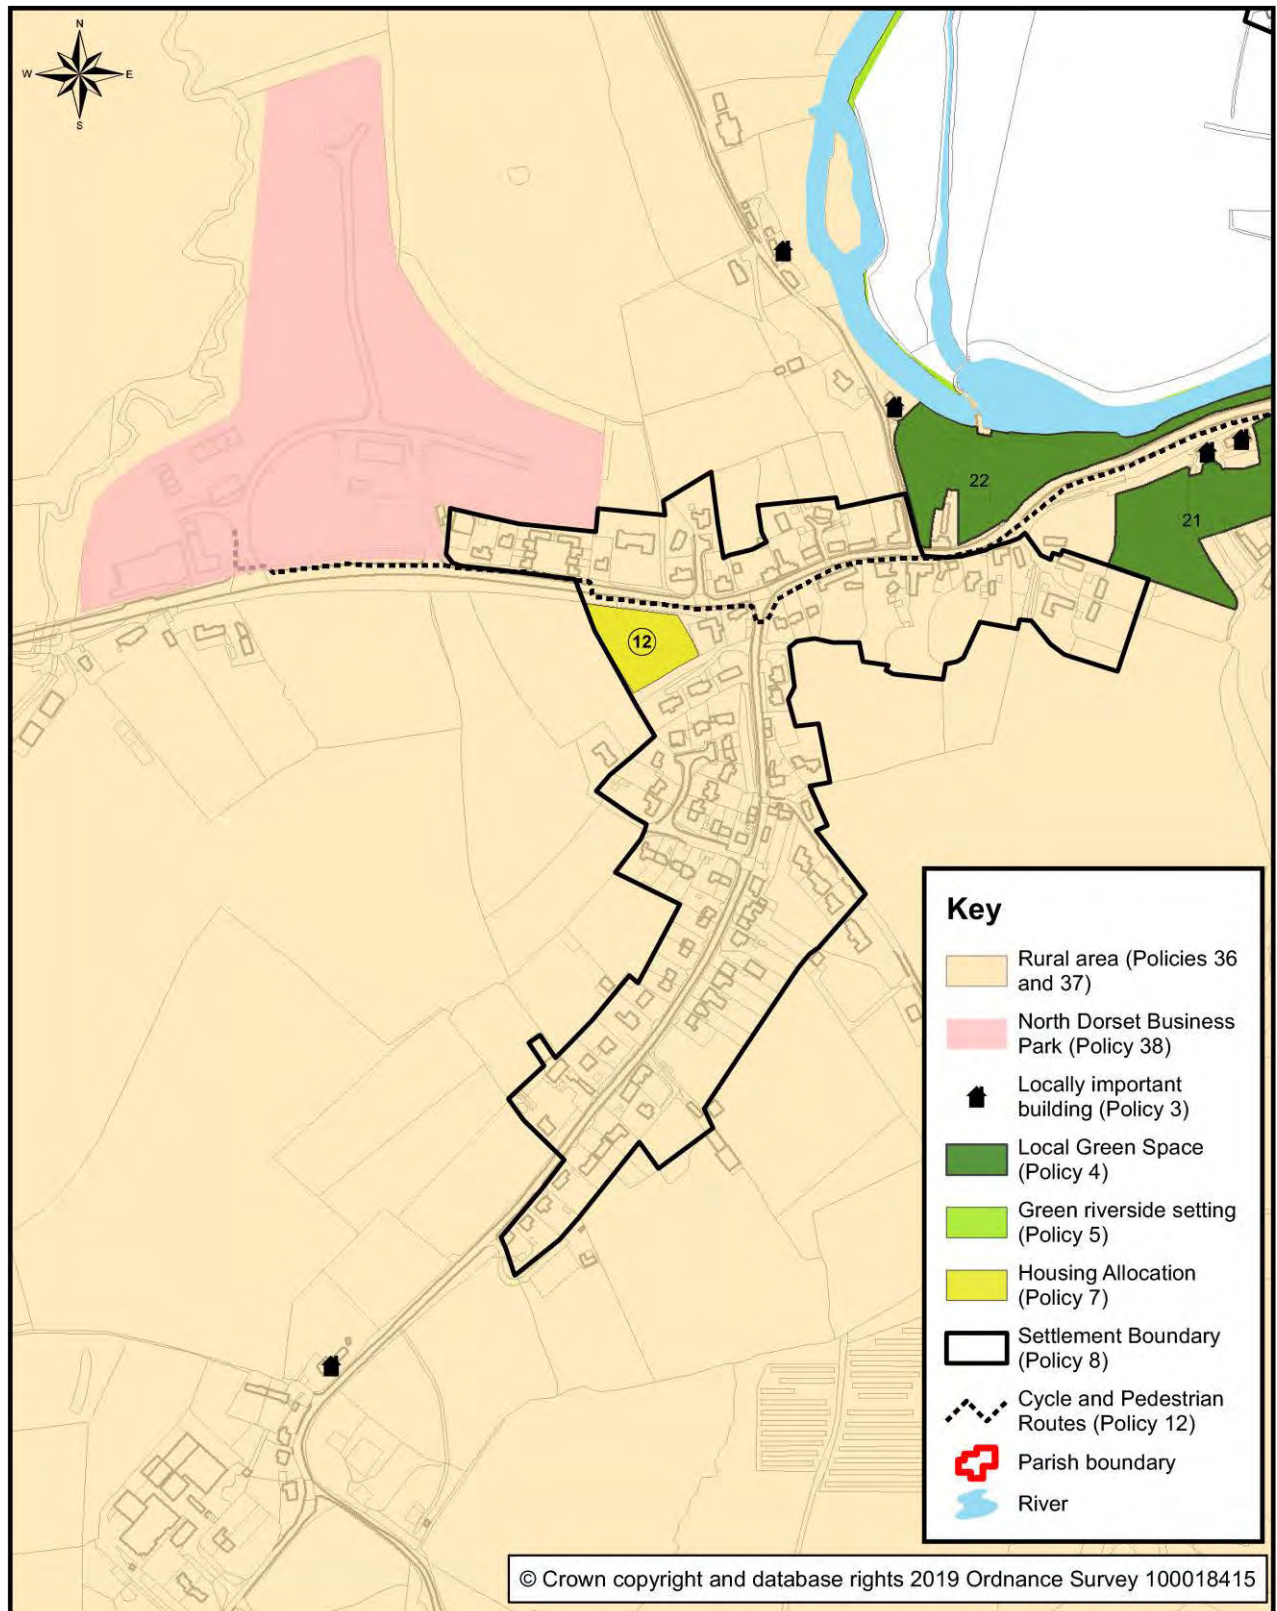 N
W E
S
22
21
12
Key
Rural area (Policies 36
and 37)
North Dorset Business
Park (Policy 38)
Locally important
building (Policy 3)
Local Green Space
(Policy 4)
Green riverside setting
(Policy 5)
Housing Allocation
(Policy 7)
Settlement Boundary
(Policy 8)
Cycle and Pedestrian
Routes (Policy 12)
Parish boundary
River
© Crown copyright and database rights 2019 Ordnance Survey 100018415